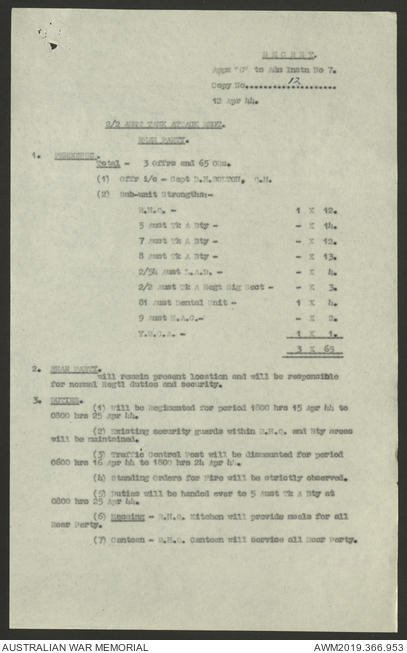 SECRET.
Appx "C" to Adm Instn No 7.
Copy No. 12
12 Apr 44.
2/2 AUST TANK ATTACK REGT.
REAR PARTY.
1. PERSONNEL.
Total - 3 Offrs and 65 ORs.
(1) Offr i/c - Capt D.H.BOLTON, Q.M.
(2) Sub-unit Strengths:-
R.H.Q. - 1 X 12.
5 Aust Tk A Bty - - X 14.
7 Aust Tk A Bty - - X 12.
8 Aust Tk A Bty - - X 13.
2/54 Aust L.A.D. - - X 4.
2/2 Aust Tk A Regt Sig Sect - - X 3.
81 Aust Dental Unit - 1 X 4.
9 Aust M.A.C.- - X 2.
Y.M.C.A. - 1 X 1.
3 X 65
2. REAR PARTY.
will remain present location and will be responsible
for normal Regtl duties and security.
3. DUTIES.
(1) Will be Regimented for period 1800 hrs 15 Apr 44 to
0800 hrs 25 Apr 44.
(2) Existing security guards within R.H.Q. and Bty areas
will be maintained.
(3) Traffic Control Post will be dismounted for period
0600 hrs 16 Apr 44 to 1800 hrs 24 Apr 44.
(4) Standing Orders for Fire will be strictly observed.
(5) Duties will be handed over to 5 Aust Tk A Bty at
0800 hrs 25 Apr 44.
(6) Messing - R.H.Q. Kitchen will provide meals for all
Rear Party.
(7) Canteen - R.H.Q. Canteen will service all Rear Party.
AUSTRALIAN WAR MEMORIAL
AWM2019.366.953